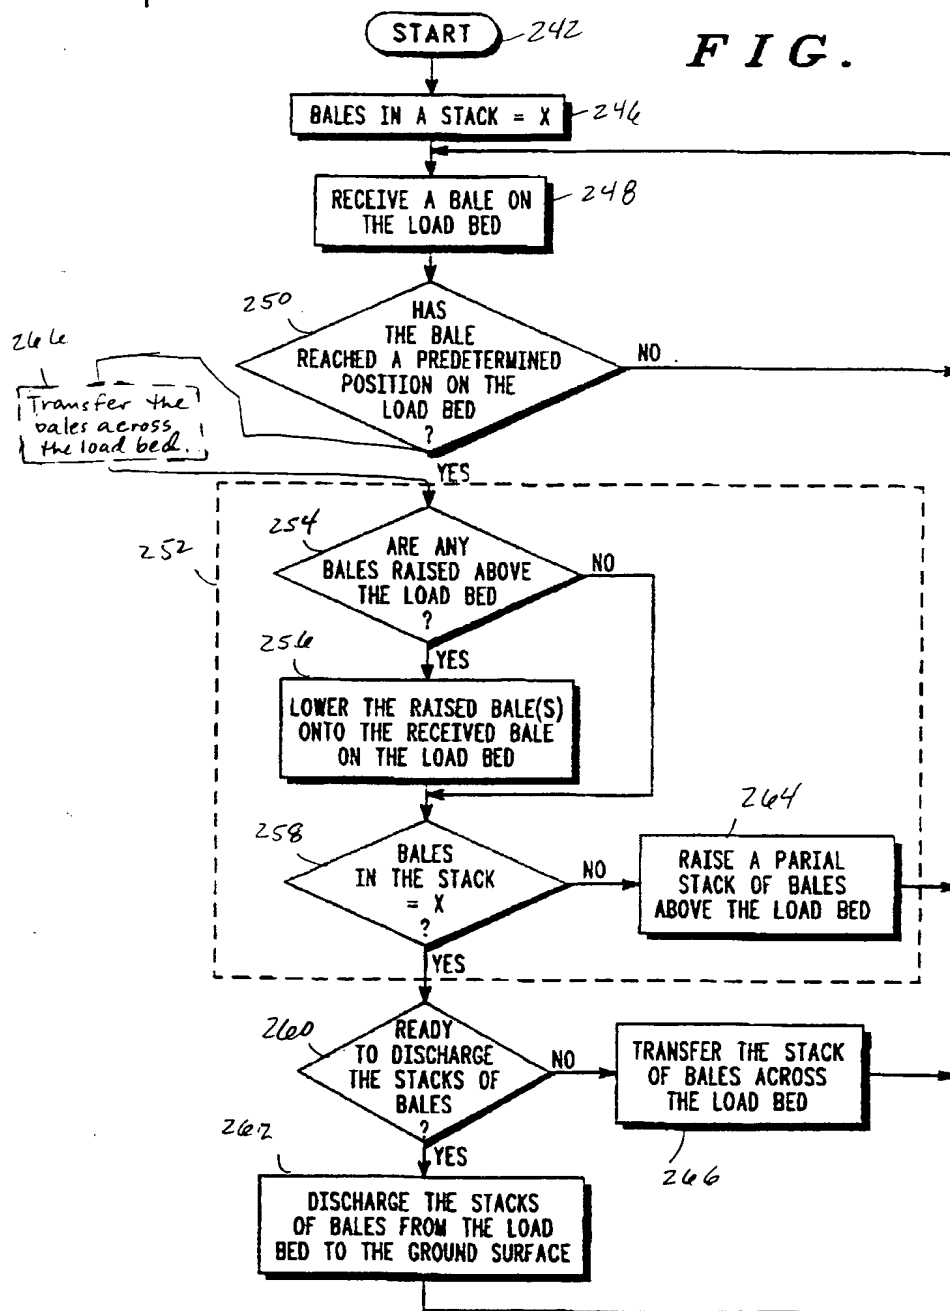 START
242
FIG.
BALES IN A STACK = X
246
RECEIVE A BALE ON
THE LOAD BED
248
250
HAS
THE BALE
REACHED A PREDETERMINED
POSITION ON THE
LOAD BED
?
NO
266
Transfer the
bales across
the load bed.
YES
252
254
ARE ANY
BALES RAISED ABOVE
THE LOAD BED
?
NO
256
YES
LOWER THE RAISED BALE(S)
ONTO THE RECEIVED BALE
ON THE LOAD BED
258
BALES
IN THE STACK
= X
?
NO
264
RAISE A PARIAL
STACK OF BALES
ABOVE THE LOAD BED
YES
260
READY
TO DISCHARGE
THE STACKS OF
BALES
?
NO
TRANSFER THE STACK
OF BALES ACROSS
THE LOAD BED
266
262
YES
DISCHARGE THE STACKS
OF BALES FROM THE LOAD
BED TO THE GROUND SURFACE